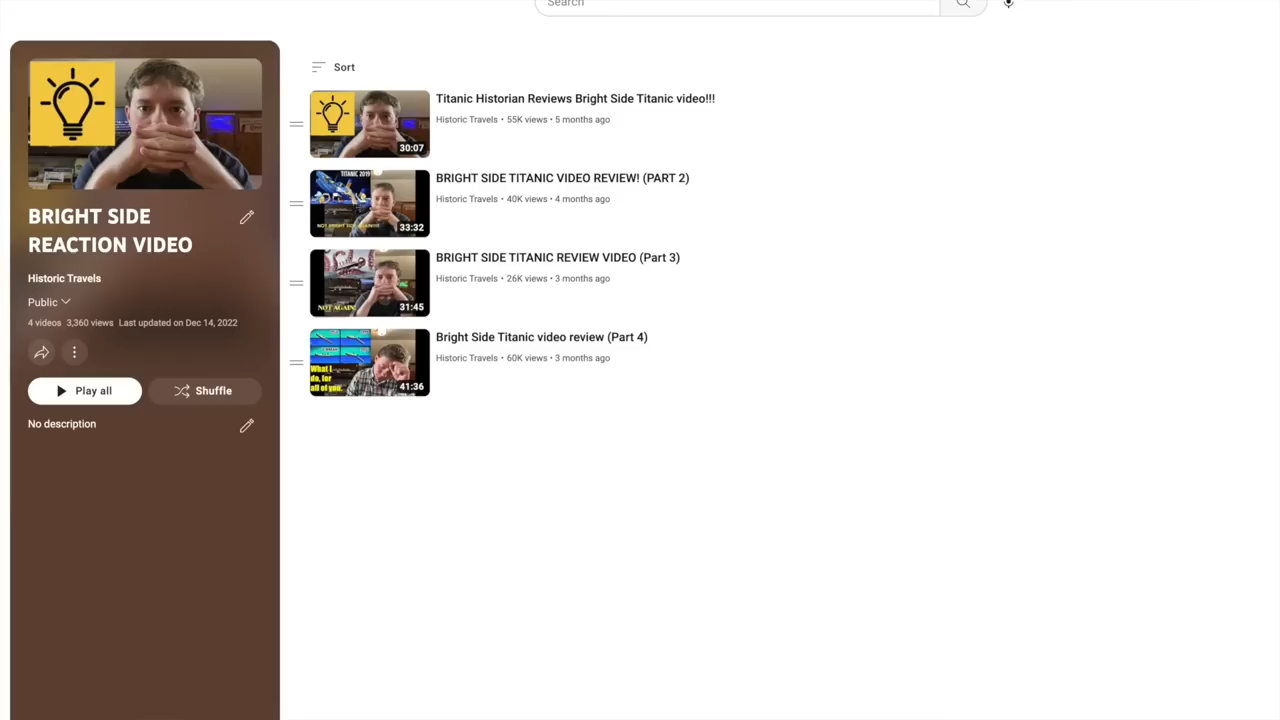 Search
BRIGHT SIDE
REACTION VIDEO
Historic Travels
Public
4 videos 3,360 views Last updated on Dec 14, 2022
Play all
Shuffle
No description
Sort
30:07
Titanic Historian Reviews Bright Side Titanic video!!!
Historic Travels • 55K views • 5 months ago
TITANIC 2019
33:32
BRIGHT SIDE TITANIC VIDEO REVIEW! (PART 2)
Historic Travels • 40K views • 4 months ago
NOT AGAIN!
31:45
BRIGHT SIDE TITANIC REVIEW VIDEO (Part 3)
Historic Travels • 26K views • 3 months ago
What I
do, for
all of you.
41:36
Bright Side Titanic video review (Part 4)
Historic Travels • 60K views • 3 months ago